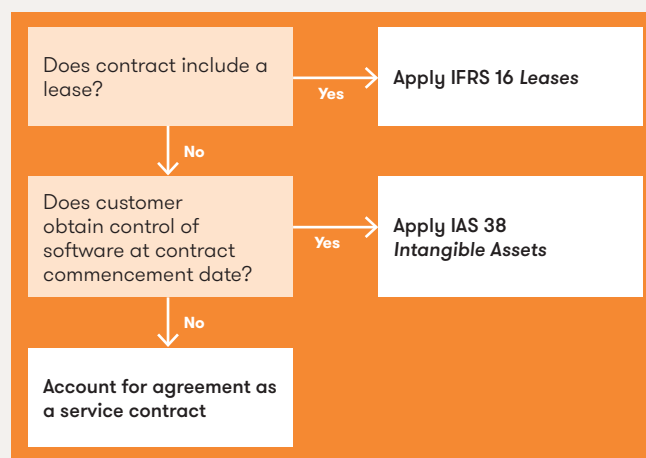 Does contract include a
lease?
Yes
Apply IFRS 16 Leases
No
Does customer
obtain control of
software at contract
commencement date?
Yes
Apply IAS 38
Intangible Assets
No
Account for agreement as
a service contract